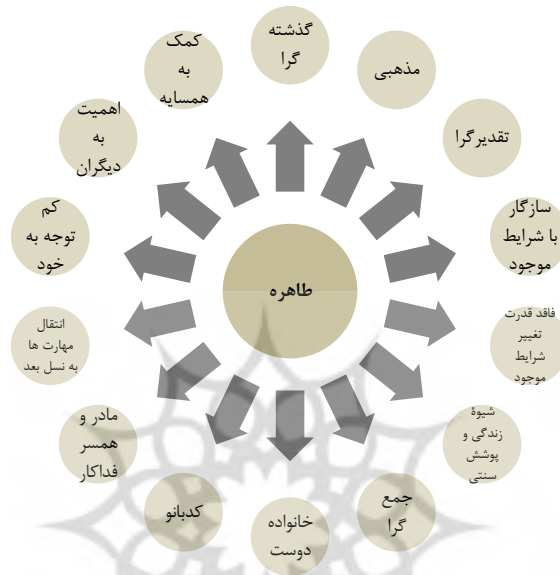 گذشته
گرا
مذهبی
تقدیرگرا
سازگار
با شرایط
موجود
فاقد قدرت
تغییر
شرایط
موجود
شیوۀ
زندگی و
پوشش
سنتی
جمع
گرا
خانواده
دوست
کدبانو
مادر و
همسر
فداکار
انتقال
مهارت ها
به نسل بعد
کم
توجه به
خود
اهمیت
به
دیگران
کمک
به
همسایه
طاهره